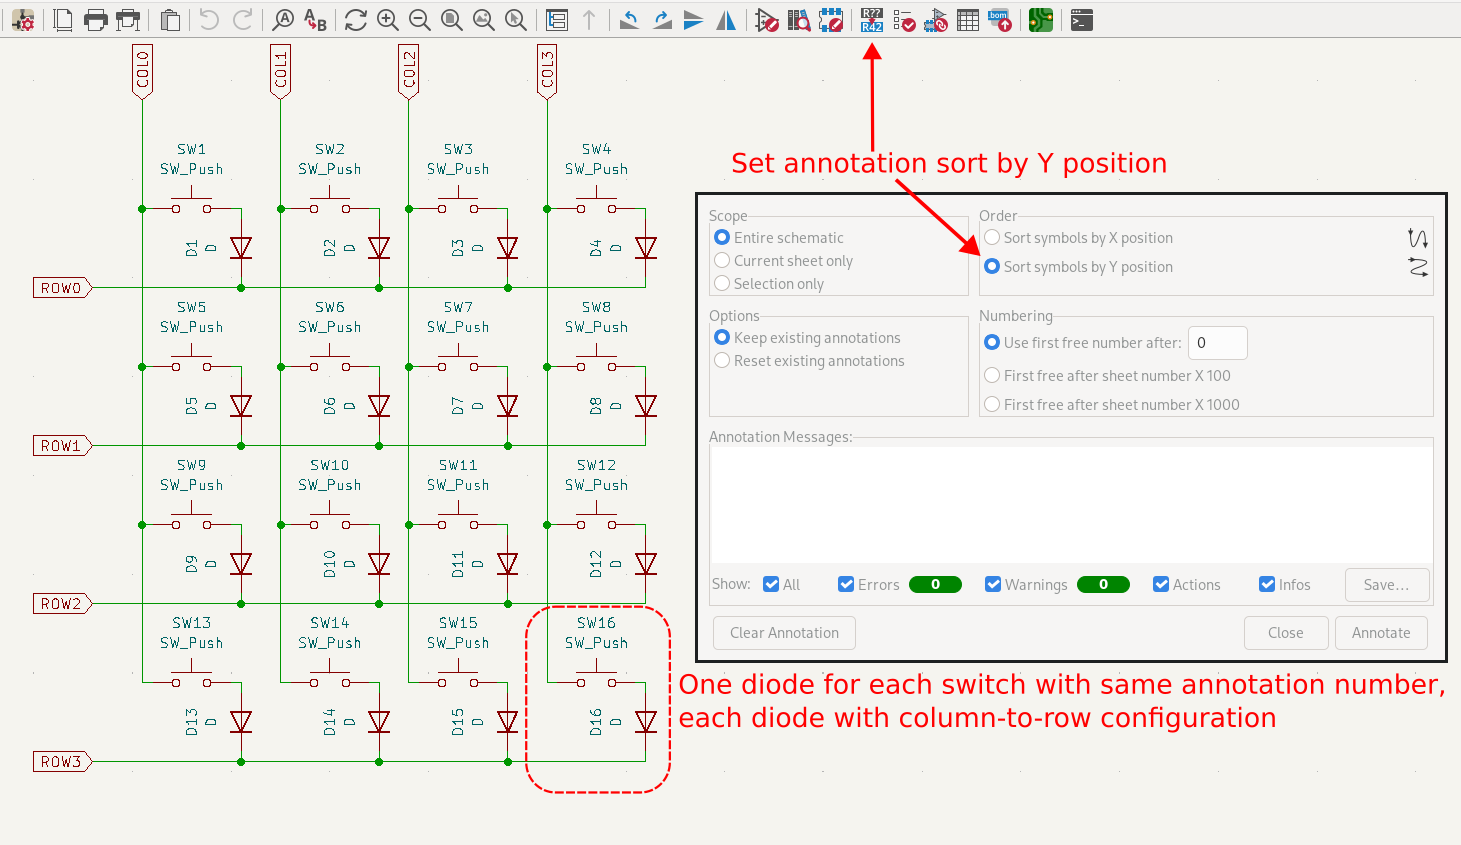 A
A B
R??
R42
.bom
>_
COL0 COL1 COL2 COL3
SW1 SW2 SW3 SW4
SW_Push SW_Push SW_Push SW_Push
D1 D D2 D D3 D D4 D
ROW0
SW5 SW6 SW7 SW8
SW_Push SW_Push SW_Push SW_Push
D5 D D6 D D7 D D8 D
ROW1
SW9 SW10 SW11 SW12
SW_Push SW_Push SW_Push SW_Push
D9 D D10 D D11 D D12 D
ROW2
SW13 SW14 SW15 SW16
SW_Push SW_Push SW_Push SW_Push
D13 D D14 D D15 D D16 D
ROW3
Set annotation sort by Y position
Scope
Entire schematic
Current sheet only
Selection only
Order
Sort symbols by X position
Sort symbols by Y position
Options
Keep existing annotations
Reset existing annotations
Numbering
Use first free number after: 0
First free after sheet number X 100
First free after sheet number X 1000
Annotation Messages:
Show: All Errors 0 Warnings 0 Actions Infos Save...
Clear Annotation Close Annotate
One diode for each switch with same annotation number,
each diode with column-to-row configuration